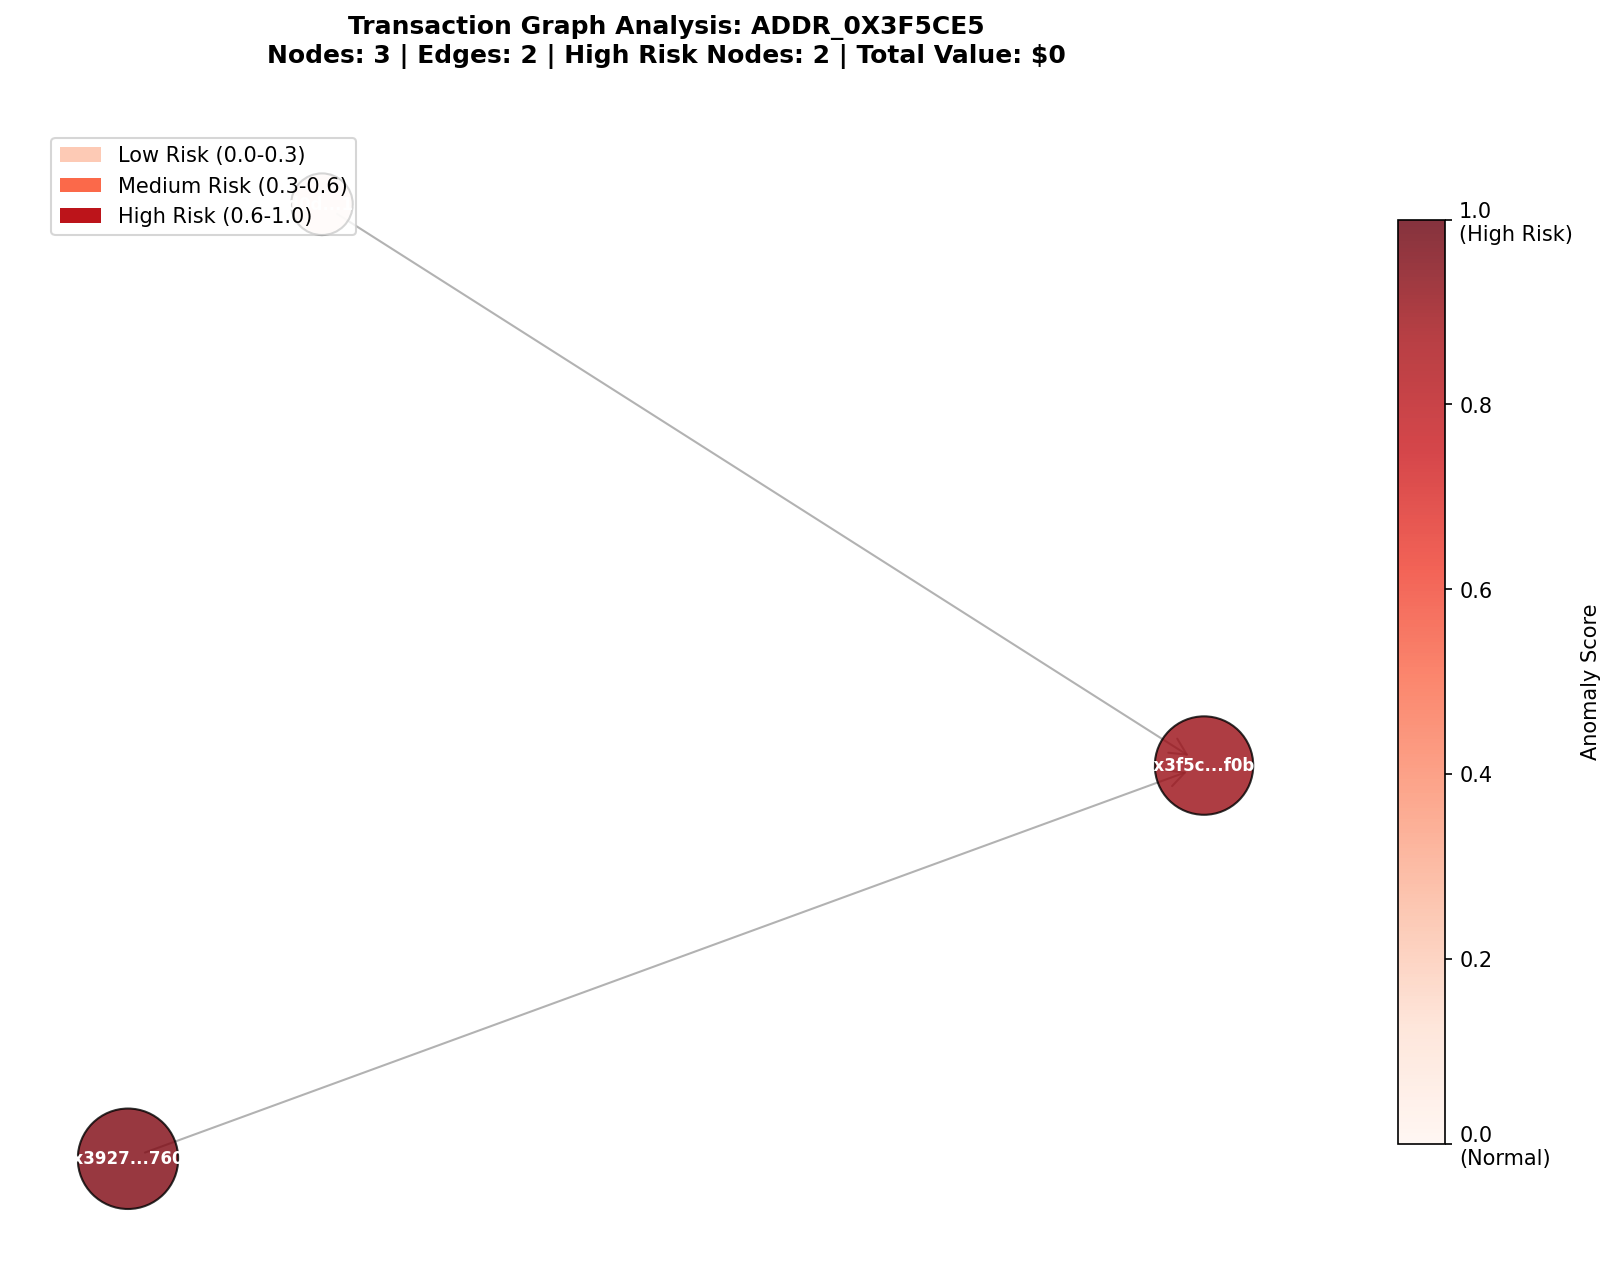 Transaction Graph Analysis: ADDR_0X3F5CE5
Nodes: 3 | Edges: 2 | High Risk Nodes: 2 | Total Value: $0
Low Risk (0.0-0.3)
Medium Risk (0.3-0.6)
High Risk (0.6-1.0)
1.0
(High Risk)
0.8
0.6
0.4
0.2
0.0
(Normal)
Anomaly Score
x3f5c...f0b
x3927...760